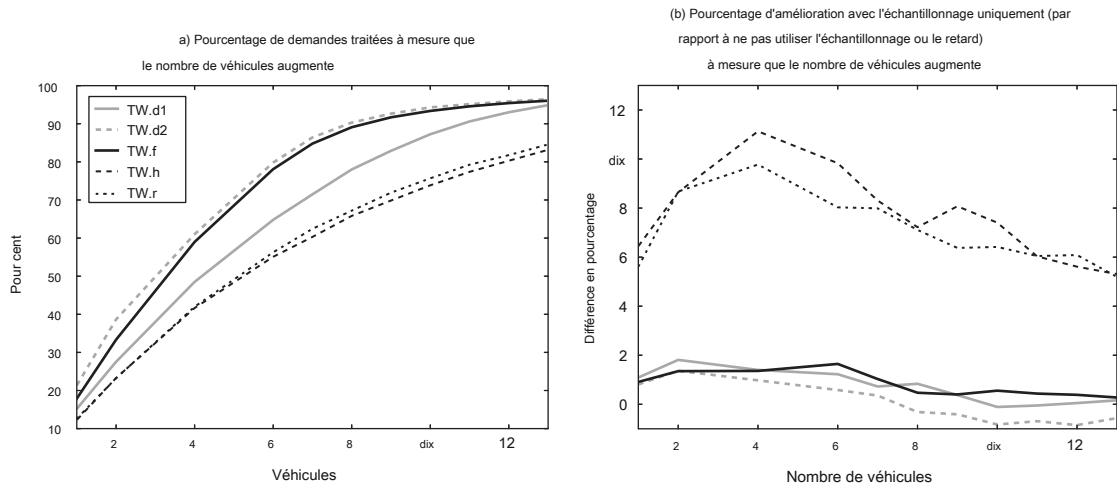 a) Pourcentage de demandes traitées à mesure que
le nombre de véhicules augmente
100
90
80
70
60
50
40
30
20
10
TW.d1
TW.d2
TW.f
TW.h
TW.r
Pour cent
2
4
6
8
dix
12
Véhicules
(b) Pourcentage d'amélioration avec l'échantillonnage uniquement (par
rapport à ne pas utiliser l'échantillonnage ou le retard)
à mesure que le nombre de véhicules augmente
12
dix
8
6
4
2
0
Différence en pourcentage
2
4
6
8
dix
12
Nombre de véhicules